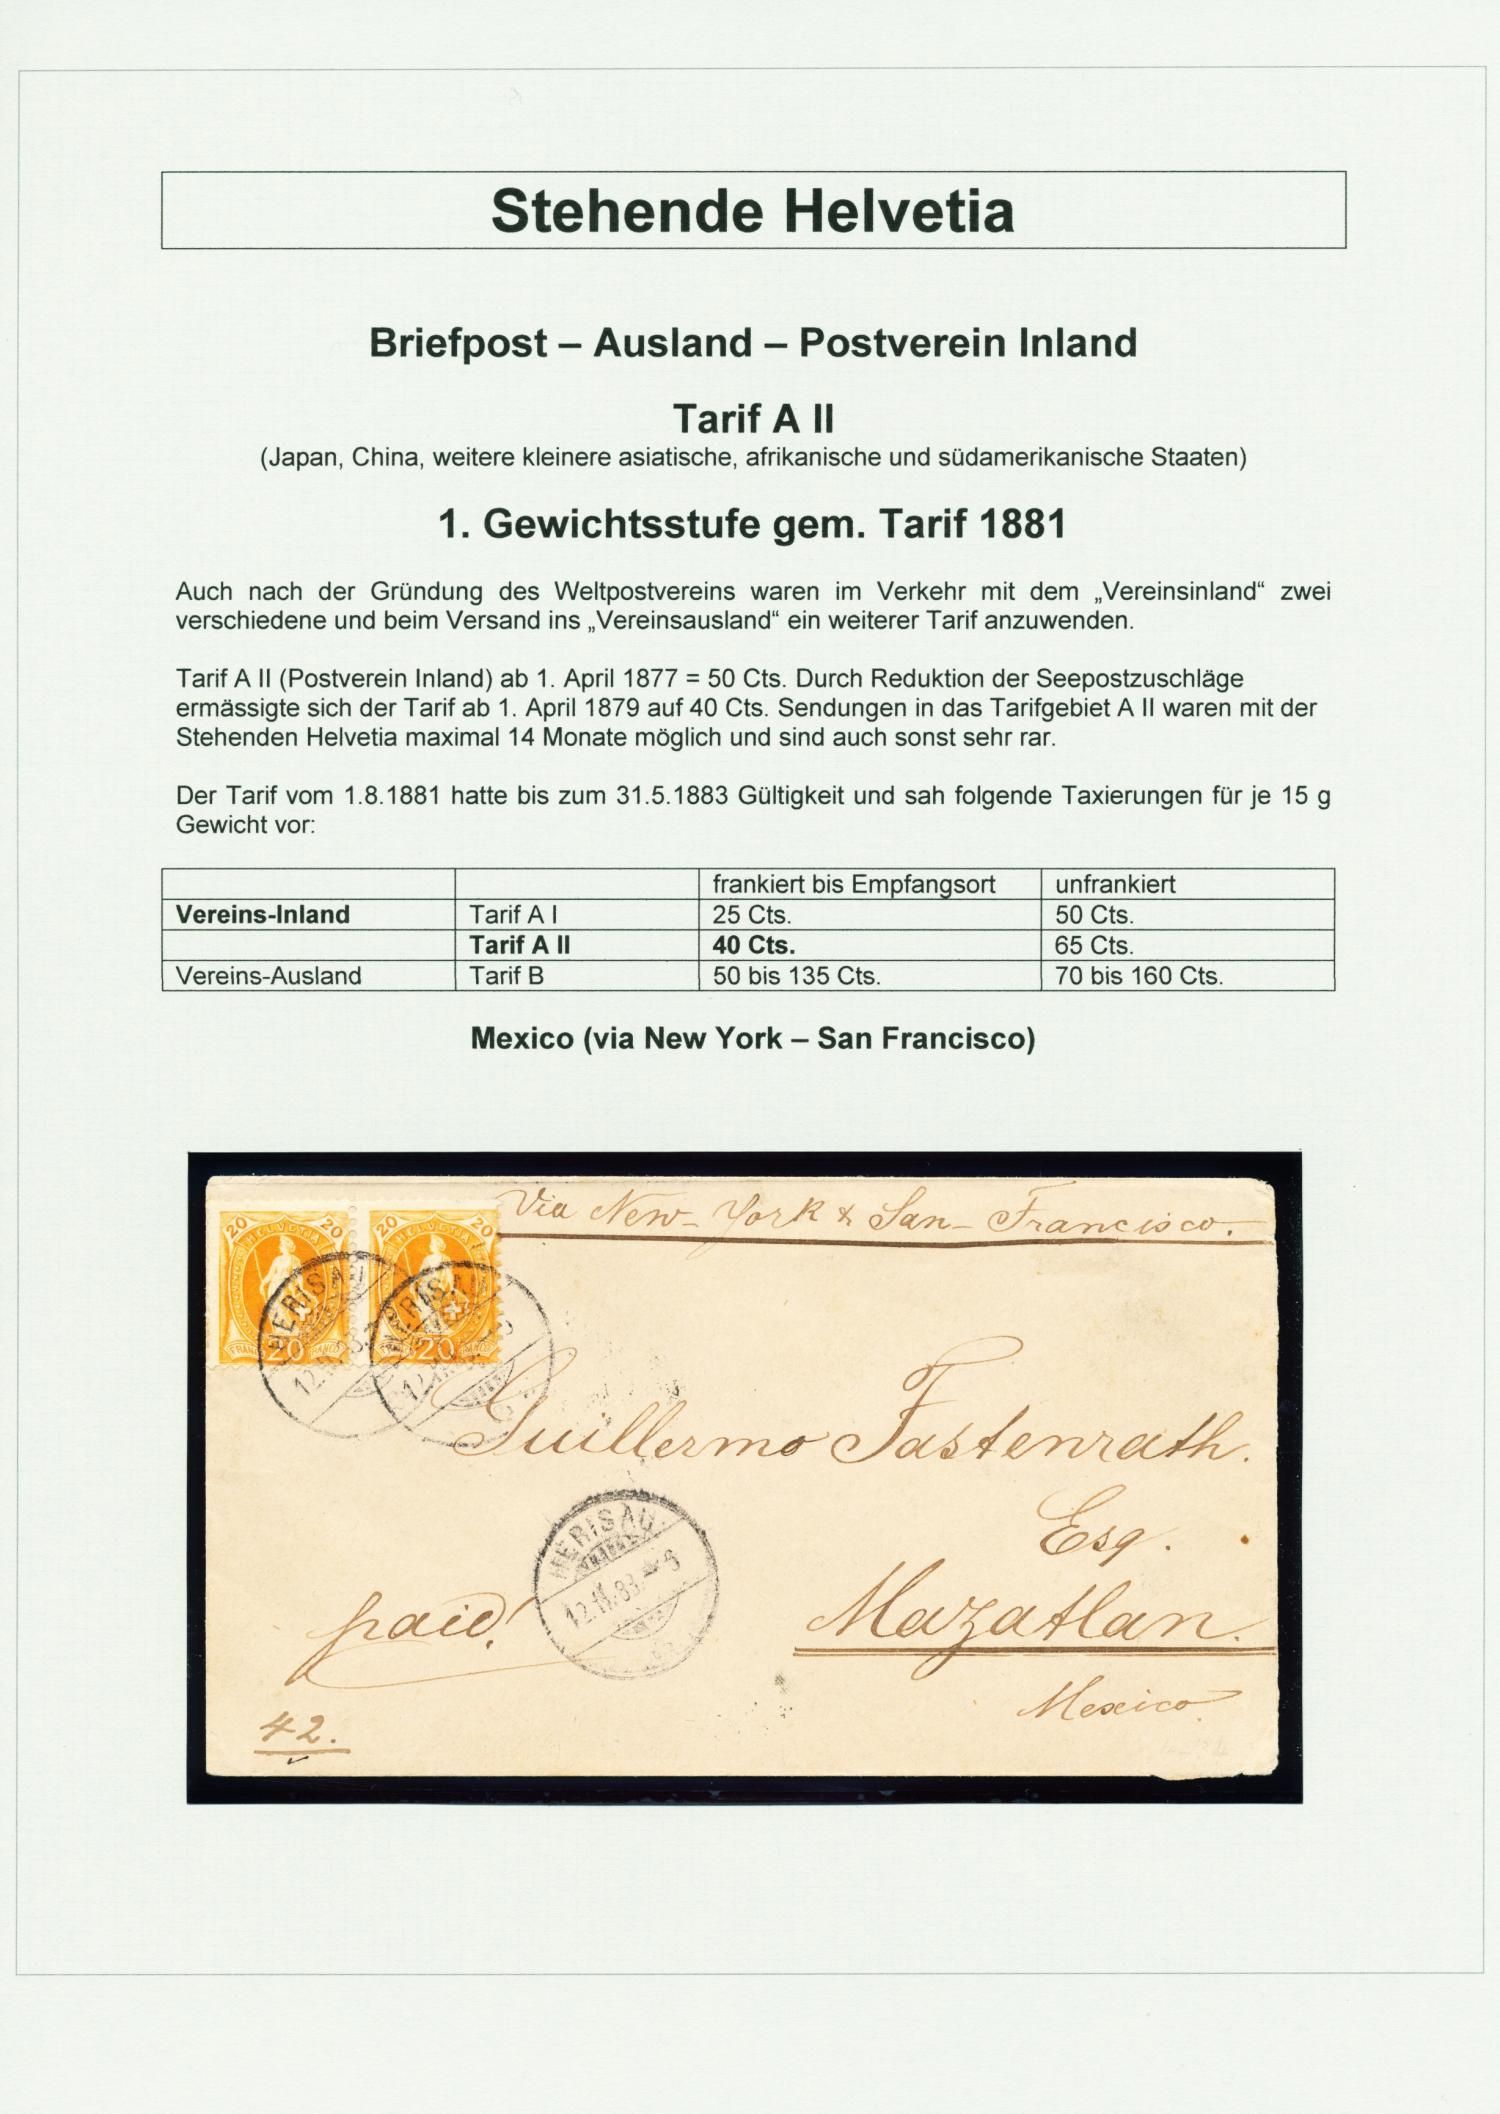 Stehende Helvetia
Briefpost – Ausland – Postverein Inland
Tarif A II
(Japan, China, weitere kleinere asiatische, afrikanische und südamerikanische Staaten)
1. Gewichtsstufe gem. Tarif 1881
Auch nach der Gründung des Weltpostvereins waren im Verkehr mit dem „Vereinsinland“ zwei
verschiedene und beim Versand ins „Vereinsausland“ ein weiterer Tarif anzuwenden.
Tarif A II (Postverein Inland) ab 1. April 1877 = 50 Cts. Durch Reduktion der Seepostzuschläge
ermässigte sich der Tarif ab 1. April 1879 auf 40 Cts. Sendungen in das Tarifgebiet A II waren mit der
Stehenden Helvetia maximal 14 Monate möglich und sind auch sonst sehr rar.
Der Tarif vom 1.8.1881 hatte bis zum 31.5.1883 Gültigkeit und sah folgende Taxierungen für je 15 g
Gewicht vor:
frankiert bis Empfangsort unfrankiert
Vereins-Inland Tarif A I 25 Cts. 50 Cts.
Tarif A II 40 Cts. 65 Cts.
Vereins-Ausland Tarif B 50 bis 135 Cts. 70 bis 160 Cts.
Mexico (via New York – San Francisco)
Via New-York & San-Francisco.
20 20 20 20
HELVETIA HELVETIA
HERISAU HERISAU
FRANCO 20 FRANCO 20
Guillermo Fastenrath.
Esq.
HERISAU.
paid!
Mazatlan.
Mexico.
42.